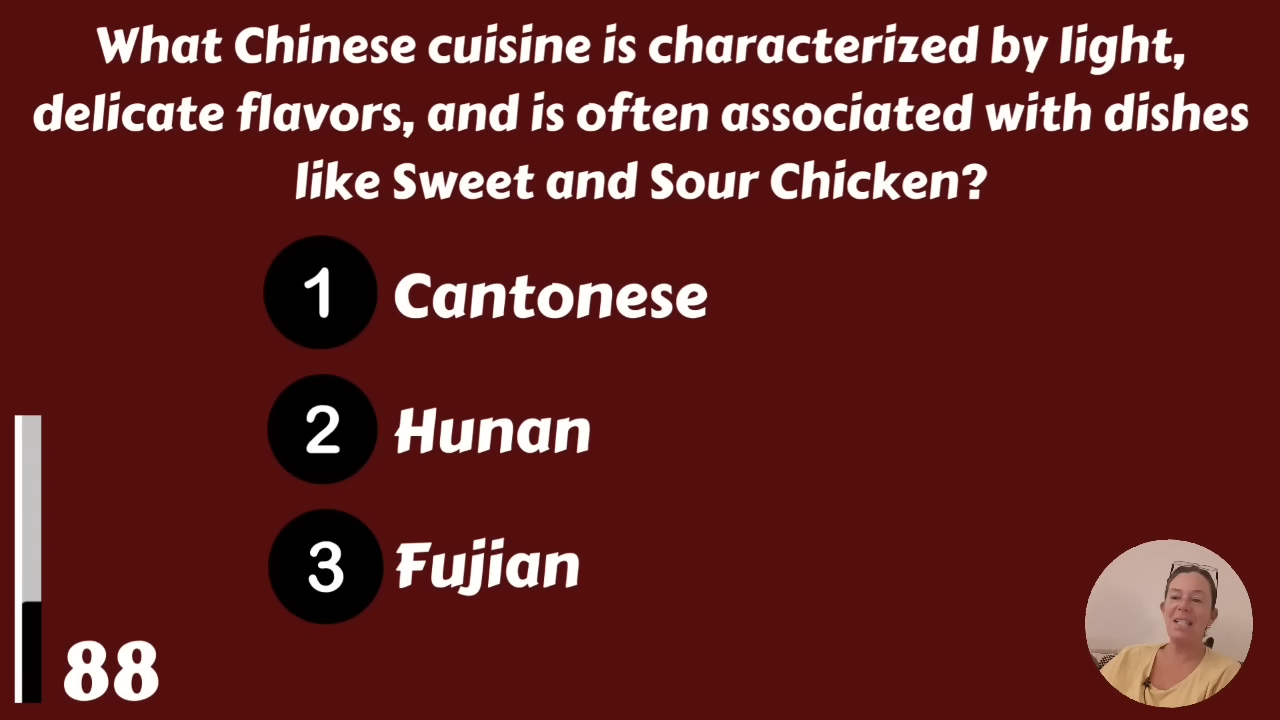 What Chinese cuisine is characterized by light,
delicate flavors, and is often associated with dishes
like Sweet and Sour Chicken?
1 Cantonese
2 Hunan
3 Fujian
88